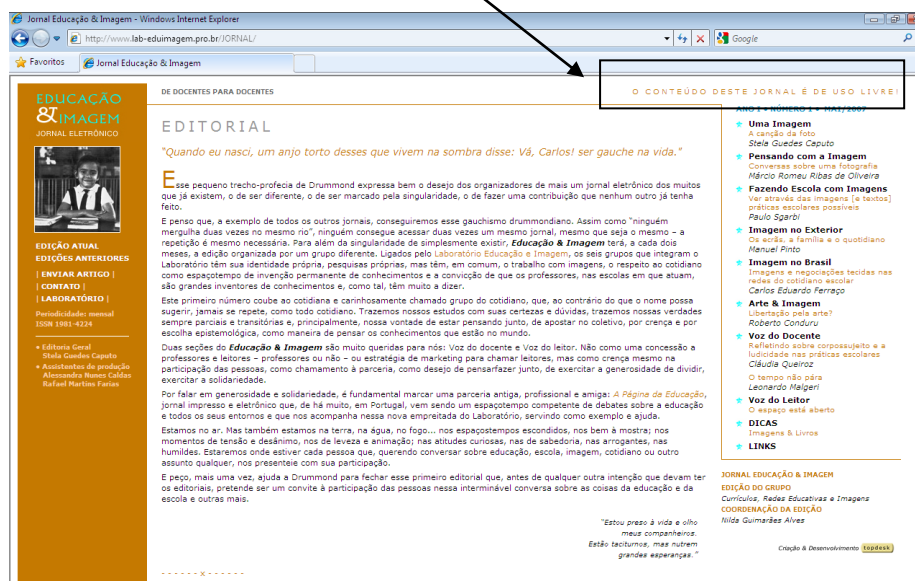 Jornal Educação & Imagem - Windows Internet Explorer
http://www.lab-eduimagem.pro.br/JORNAL/
Google
Favoritos
Jornal Educação & Imagem
EDUCAÇÃO
&IMAGEM
JORNAL ELETRÔNICO
EDIÇÃO ATUAL
EDIÇÕES ANTERIORES
| ENVIAR ARTIGO |
| CONTATO |
| LABORATÓRIO |
Periodicidade: mensal
ISSN 1981-4224
• Editoria Geral
Stela Guedes Caputo
• Assistentes de produção
Alessandra Nunes Caldas
Rafael Martins Farias
DE DOCENTES PARA DOCENTES
O CONTEÚDO DESTE JORNAL É DE USO LIVRE!
EDITORIAL
"Quando eu nasci, um anjo torto desses que vivem na sombra disse: Vá, Carlos! ser gauche na vida."
Esse pequeno trecho-profecia de Drummond expressa bem o desejo dos organizadores de mais um jornal eletrônico dos muitos
que já existem, o de ser diferente, o de ser marcado pela singularidade, o de fazer uma contribuição que nenhum outro já tenha
feito.
E penso que, a exemplo de todos os outros jornais, conseguiremos esse gauchismo drummondiano. Assim como "ninguém
mergulha duas vezes no mesmo rio", ninguém consegue acessar duas vezes um mesmo jornal, mesmo que seja o mesmo – a
repetição é mesmo necessária. Para além da singularidade de simplesmente existir, Educação & Imagem terá, a cada dois
meses, a edição organizada por um grupo diferente. Ligados pelo Laboratório Educação e Imagem, os seis grupos que integram o
Laboratório têm sua identidade própria, pesquisas próprias, mas têm, em comum, o trabalho com imagens, o respeito ao cotidiano
como espaçotempo de invenção permanente de conhecimentos e a convicção de que os professores, nas escolas em que atuam,
são grandes inventores de conhecimentos e, como tal, têm muito a dizer.
Este primeiro número coube ao cotidiana e carinhosamente chamado grupo do cotidiano, que, ao contrário do que o nome possa
sugerir, jamais se repete, como todo cotidiano. Trazemos nossos estudos com suas certezas e dúvidas, trazemos nossas verdades
sempre parciais e transitórias e, principalmente, nossa vontade de estar pensando junto, de apostar no coletivo, por crença e por
escolha epistemológica, como maneira de pensar os conhecimentos que estão no mundo.
Duas seções do Educação & Imagem são muito queridas para nós: Voz do docente e Voz do leitor. Não como uma concessão a
professores e leitores – professores ou não – ou estratégia de marketing para chamar leitores, mas como crença mesmo na
participação das pessoas, como chamamento à parceria, como desejo de pensarfazer junto, de exercitar a generosidade de dividir,
exercitar a solidariedade.
Por falar em generosidade e solidariedade, é fundamental marcar uma parceria antiga, profissional e amiga: A Página da Educação,
jornal impresso e eletrônico que, de há muito, em Portugal, vem sendo um espaçotempo competente de debates sobre a educação
e todos os seus entornos e que nos acompanha nessa nova empreitada do Laboratório, servindo como exemplo e ajuda.
Estamos no ar. Mas também estamos na terra, na água, no fogo... nos espaçostempos escondidos, nos bem à mostra; nos
momentos de tensão e desânimo, nos de leveza e animação; nas atitudes curiosas, nas de sabedoria, nas arrogantes, nas
humildes. Estaremos onde estiver cada pessoa que, querendo conversar sobre educação, escola, imagem, cotidiano ou outro
assunto qualquer, nos presenteie com sua participação.
E peço, mais uma vez, ajuda a Drummond para fechar esse primeiro editorial que, antes de qualquer outra intenção que devam ter
os editoriais, pretende ser um convite à participação das pessoas nessa interminável conversa sobre as coisas da educação e da
escola e outras mais.
"Estou preso à vida e olho
meus companheiros.
Estão taciturnos, mas nutrem
grandes esperanças."
- - - - - - x - - - - - -
ANO 1 • NÚMERO 1 • MAI/2007
Uma Imagem
A canção da foto
Stela Guedes Caputo
Pensando com a Imagem
Conversas sobre uma fotografia
Márcio Romeu Ribas de Oliveira
Fazendo Escola com Imagens
Ver através das imagens [e textos]
práticas escolares possíveis
Paulo Sgarbi
Imagem no Exterior
Os ecrãs, a família e o quotidiano
Manuel Pinto
Imagem no Brasil
Imagens e negociações tecidas nas
redes do cotidiano escolar
Carlos Eduardo Ferraço
Arte & Imagem
Libertação pela arte?
Roberto Conduru
Voz do Docente
Refletindo sobre corpossujeito e a
ludicidade nas práticas escolares
Cláudia Queiroz
O tempo não pára
Leonardo Malgeri
Voz do Leitor
O espaço está aberto
DICAS
Imagens & Livros
LINKS
JORNAL EDUCAÇÃO & IMAGEM
EDIÇÃO DO GRUPO
Currículos, Redes Educativas e Imagens
COORDENAÇÃO DA EDIÇÃO
Nilda Guimarães Alves
Criação & Desenvolvimento topdesk